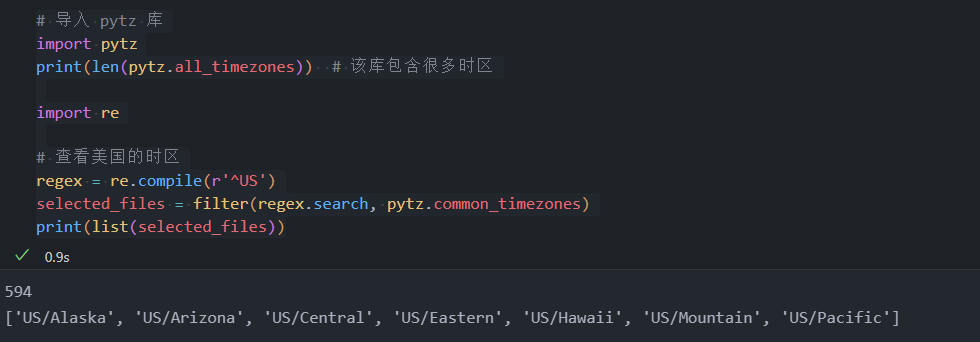 # 导入 pytz 库
import pytz
print(len(pytz.all_timezones))  # 该库包含很多时区
import re
# 查看美国的时区
regex = re.compile(r'^US')
selected_files = filter(regex.search, pytz.common_timezones)
print(list(selected_files))
0.9s
594
['US/Alaska', 'US/Arizona', 'US/Central', 'US/Eastern', 'US/Hawaii', 'US/Mountain', 'US/Pacific']